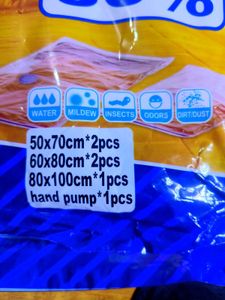 %
WATER MILDEW INSECTS ODORS DIRT/DUST
50x70cm*2pcs
60x80cm*2pcs
80x100cm*1pcs
hand pump*1pcs